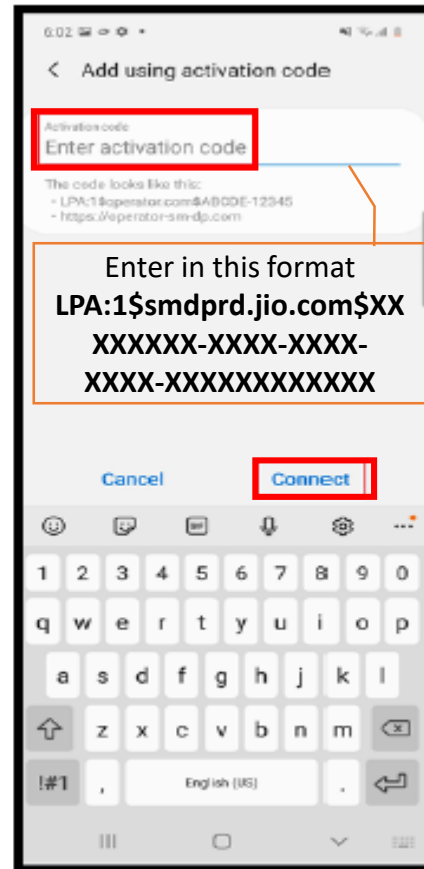 6:02
Add using activation code
Activation code
Enter activation code
The code looks like this:
- LPA:1$operator.com$ABCDE-12345
- https://operator-sm-dp.com
Enter in this format
LPA:1$smdprd.jio.com$XX
XXXXXX-XXXX-XXXX-
XXXX-XXXXXXXXXXXX
Cancel Connect
1 2 3 4 5 6 7 8 9 0
q w e r t y u i o p
a s d f g h j k l
z x c v b n m
!#1 , English (US) .